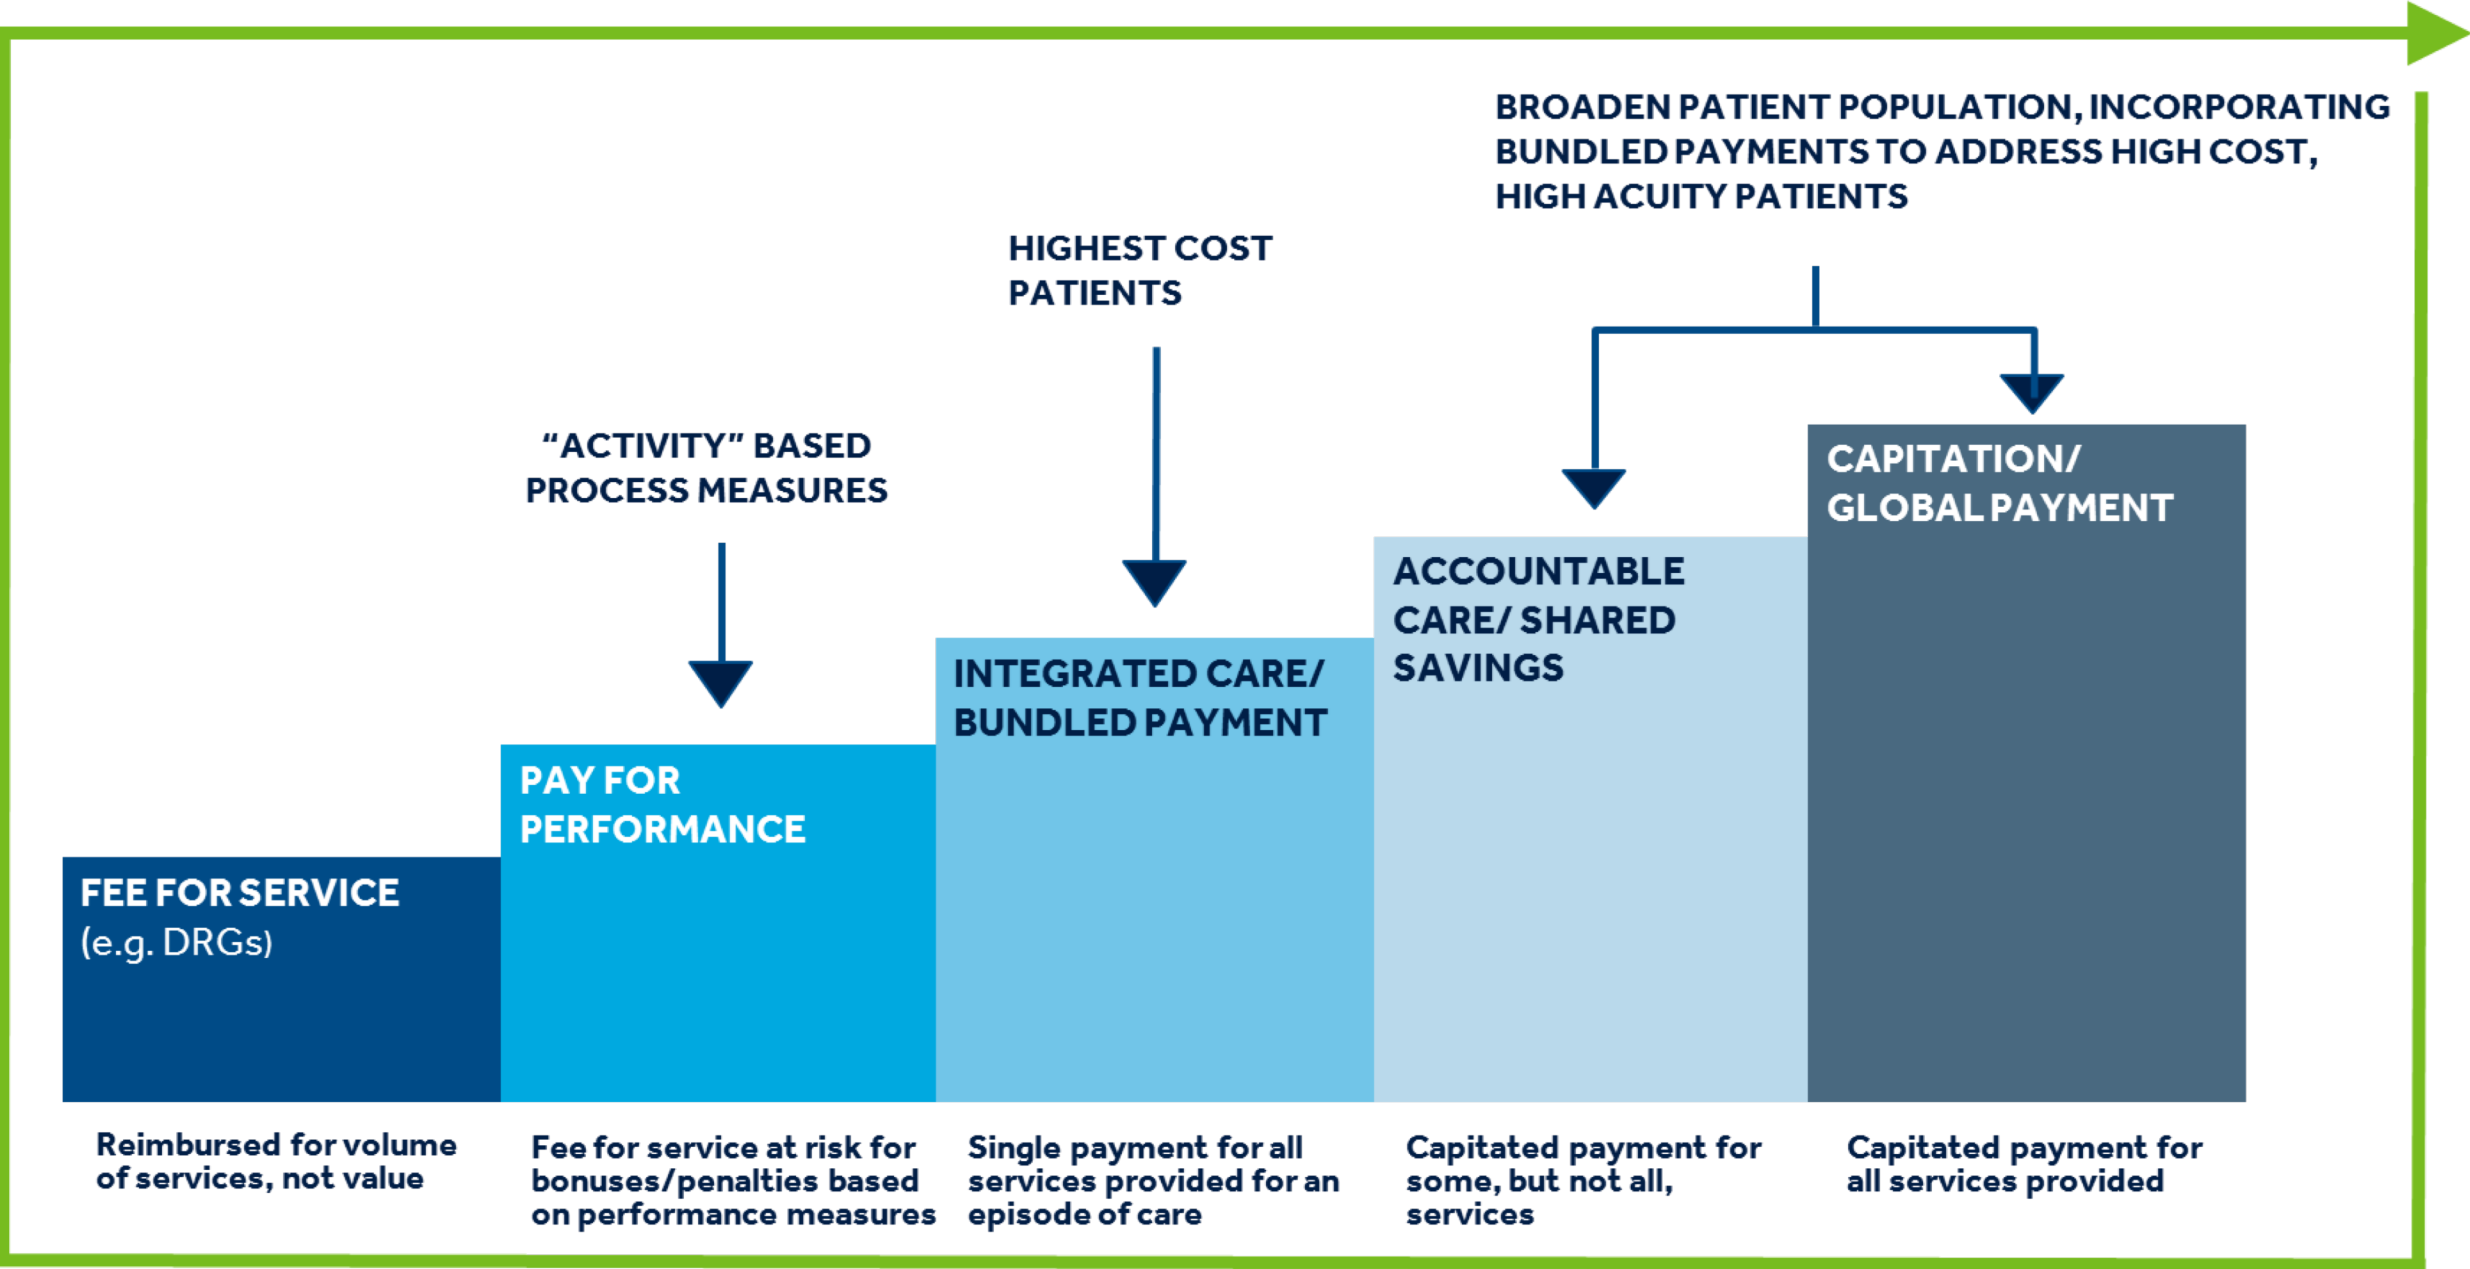 BROADEN PATIENT POPULATION, INCORPORATING
BUNDLED PAYMENTS TO ADDRESS HIGH COST,
HIGH ACUITY PATIENTS
HIGHEST COST
PATIENTS
“ACTIVITY” BASED
PROCESS MEASURES
CAPITATION/
GLOBAL PAYMENT
ACCOUNTABLE
CARE/ SHARED
SAVINGS
INTEGRATED CARE/
BUNDLED PAYMENT
PAY FOR
PERFORMANCE
FEE FOR SERVICE
(e.g. DRGs)
Reimbursed for volume
of services, not value
Fee for service at risk for
bonuses/penalties based
on performance measures
Single payment for all
services provided for an
episode of care
Capitated payment for
some, but not all,
services
Capitated payment for
all services provided